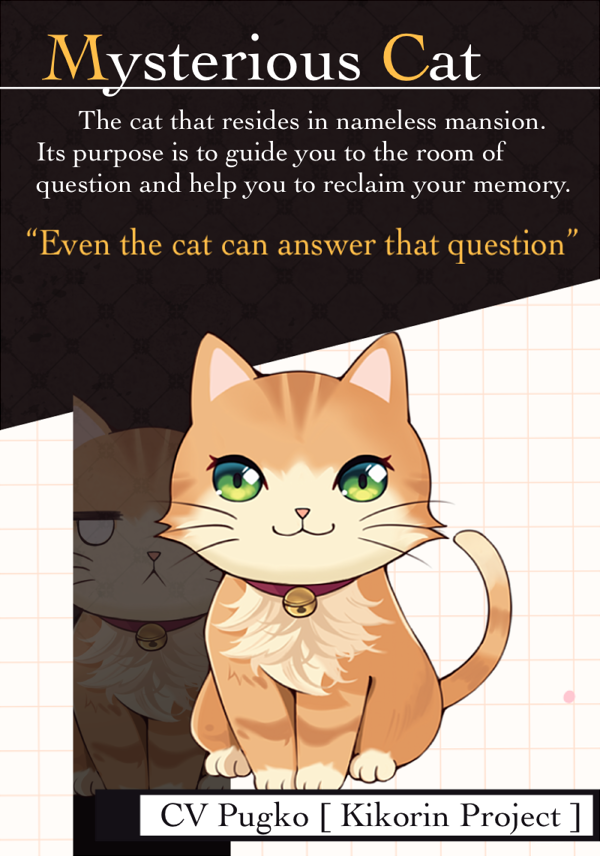 Mysterious Cat
The cat that resides in nameless mansion.
Its purpose is to guide you to the room of
question and help you to reclaim your memory.
“Even the cat can answer that question”
CV Pugko [ Kikorin Project ]